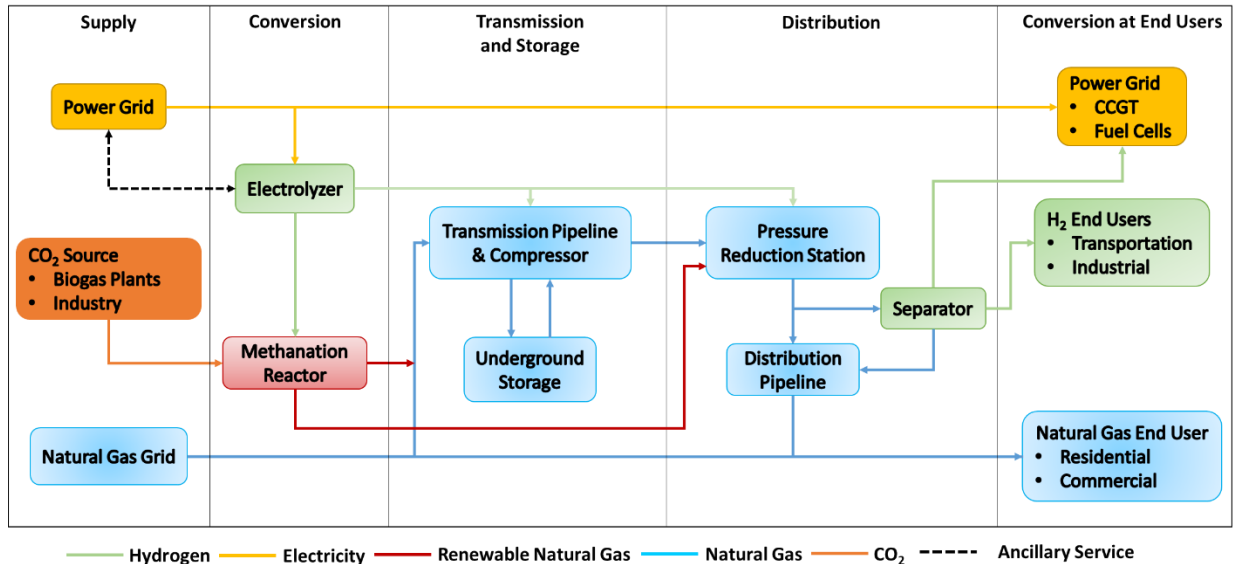 Supply
Conversion
Transmission
and Storage
Distribution
Conversion at End Users
Power Grid
Power Grid
• CCGT
• Fuel Cells
Electrolyzer
CO₂ Source
• Biogas Plants
• Industry
Transmission Pipeline
& Compressor
Pressure
Reduction Station
H₂ End Users
• Transportation
• Industrial
Separator
Methanation
Reactor
Underground
Storage
Distribution
Pipeline
Natural Gas Grid
Natural Gas End User
• Residential
• Commercial
Hydrogen
Electricity
Renewable Natural Gas
Natural Gas
CO₂
Ancillary Service